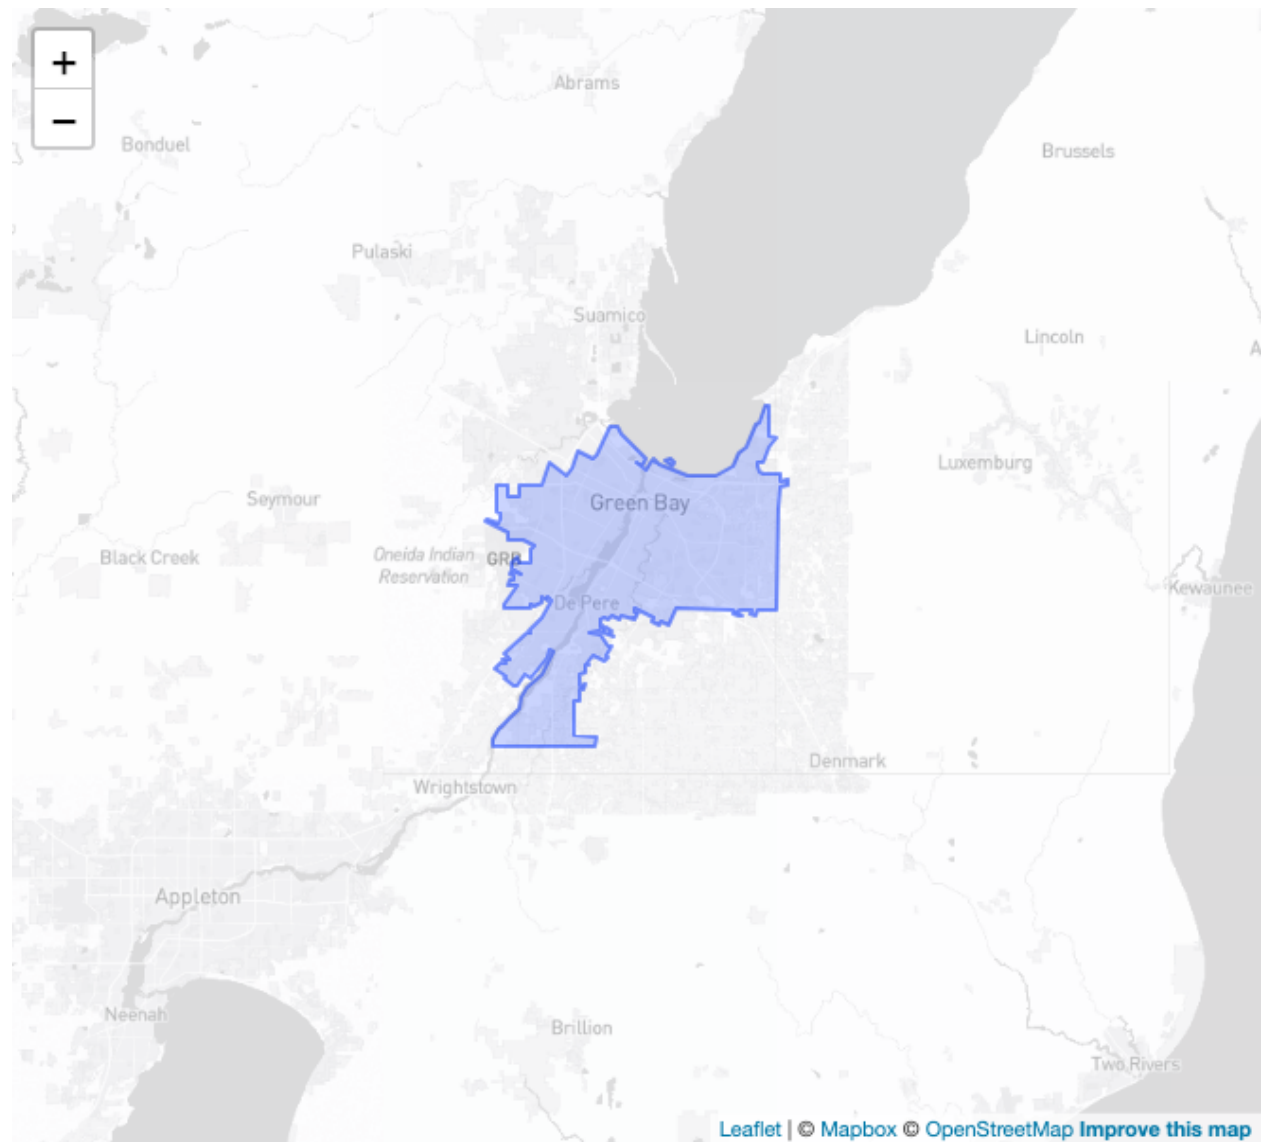 +
Abrams
−
Bonduel
Brussels
Pulaski
Suamico
Lincoln
A
Luxemburg
Seymour
Green Bay
Black Creek
Oneida Indian
Reservation
GRB
Kewaunee
De Pere
Denmark
Wrightstown
Appleton
Neenah
Brillion
Two Rivers
Leaflet | © Mapbox © OpenStreetMap Improve this map